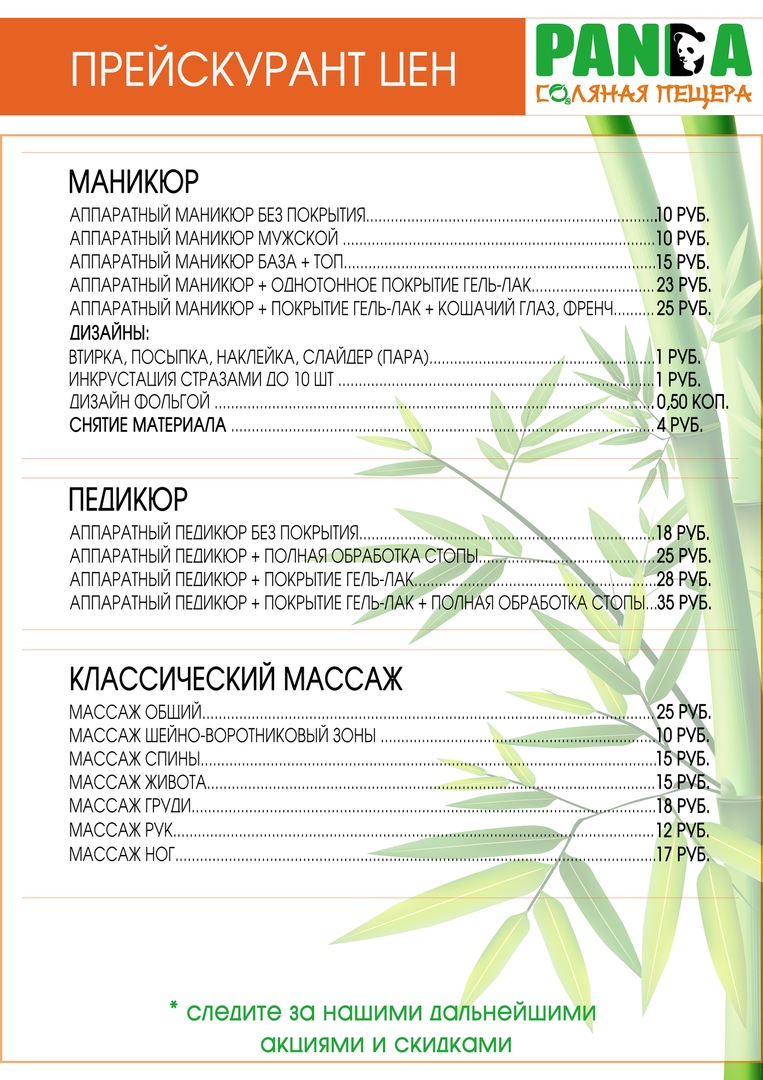 ПРЕЙСКУРАНТ ЦЕН
PANDA
СОЛЯНАЯ ПЕЩЕРА
МАНИКЮР
АППАРАТНЫЙ МАНИКЮР БЕЗ ПОКРЫТИЯ......10 РУБ.
АППАРАТНЫЙ МАНИКЮР МУЖСКОЙ ......10 РУБ.
АППАРАТНЫЙ МАНИКЮР БАЗА + ТОП......15 РУБ.
АППАРАТНЫЙ МАНИКЮР + ОДНОТОННОЕ ПОКРЫТИЕ ГЕЛЬ-ЛАК......23 РУБ.
АППАРАТНЫЙ МАНИКЮР + ПОКРЫТИЕ ГЕЛЬ-ЛАК + КОШАЧИЙ ГЛАЗ, ФРЕНЧ......25 РУБ.
ДИЗАЙНЫ:
ВТИРКА, ПОСЫПКА, НАКЛЕЙКА, СЛАЙДЕР (ПАРА)......1 РУБ.
ИНКРУСТАЦИЯ СТРАЗАМИ ДО 10 ШТ ......1 РУБ.
ДИЗАЙН ФОЛЬГОЙ ......0,50 КОП.
СНЯТИЕ МАТЕРИАЛА ......4 РУБ.
ПЕДИКЮР
АППАРАТНЫЙ ПЕДИКЮР БЕЗ ПОКРЫТИЯ......18 РУБ.
АППАРАТНЫЙ ПЕДИКЮР + ПОЛНАЯ ОБРАБОТКА СТОПЫ......25 РУБ.
АППАРАТНЫЙ ПЕДИКЮР + ПОКРЫТИЕ ГЕЛЬ-ЛАК......28 РУБ.
АППАРАТНЫЙ ПЕДИКЮР + ПОКРЫТИЕ ГЕЛЬ-ЛАК + ПОЛНАЯ ОБРАБОТКА СТОПЫ...35 РУБ.
КЛАССИЧЕСКИЙ МАССАЖ
МАССАЖ ОБЩИЙ......25 РУБ.
МАССАЖ ШЕЙНО-ВОРОТНИКОВЫЙ ЗОНЫ ......10 РУБ.
МАССАЖ СПИНЫ......15 РУБ.
МАССАЖ ЖИВОТА......15 РУБ.
МАССАЖ ГРУДИ......18 РУБ.
МАССАЖ РУК......12 РУБ.
МАССАЖ НОГ......17 РУБ.
* следите за нашими дальнейшими
акциями и скидками